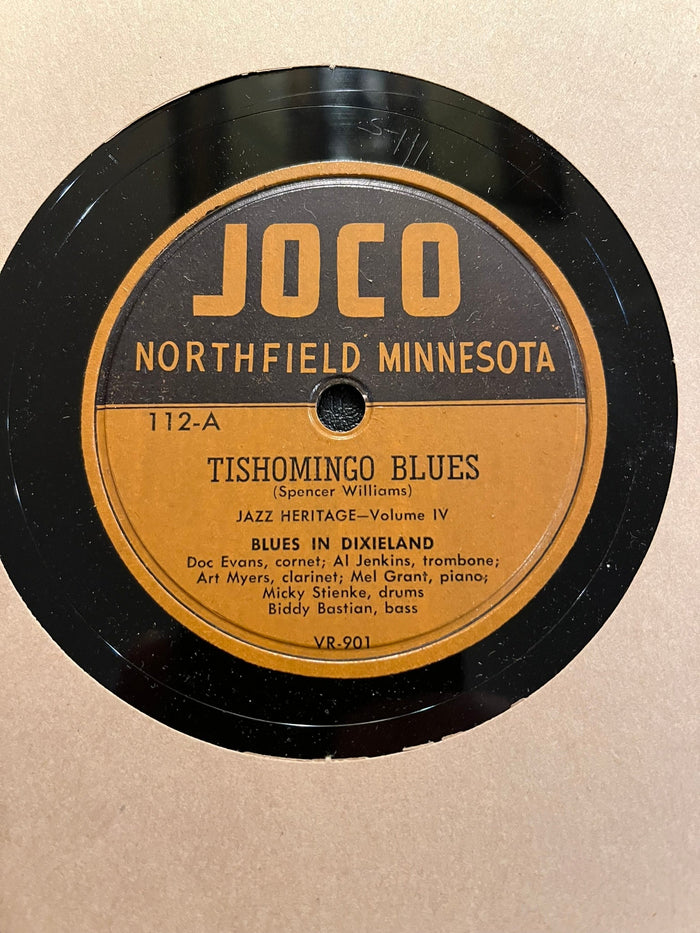 S-111
JOCO
NORTHFIELD MINNESOTA
112-A
TISHOMINGO BLUES
(Spencer Williams)
JAZZ HERITAGE—Volume IV
BLUES IN DIXIELAND
Doc Evans, cornet; Al Jenkins, trombone;
Art Myers, clarinet; Mel Grant, piano;
Micky Stienke, drums
Biddy Bastian, bass
VR-901